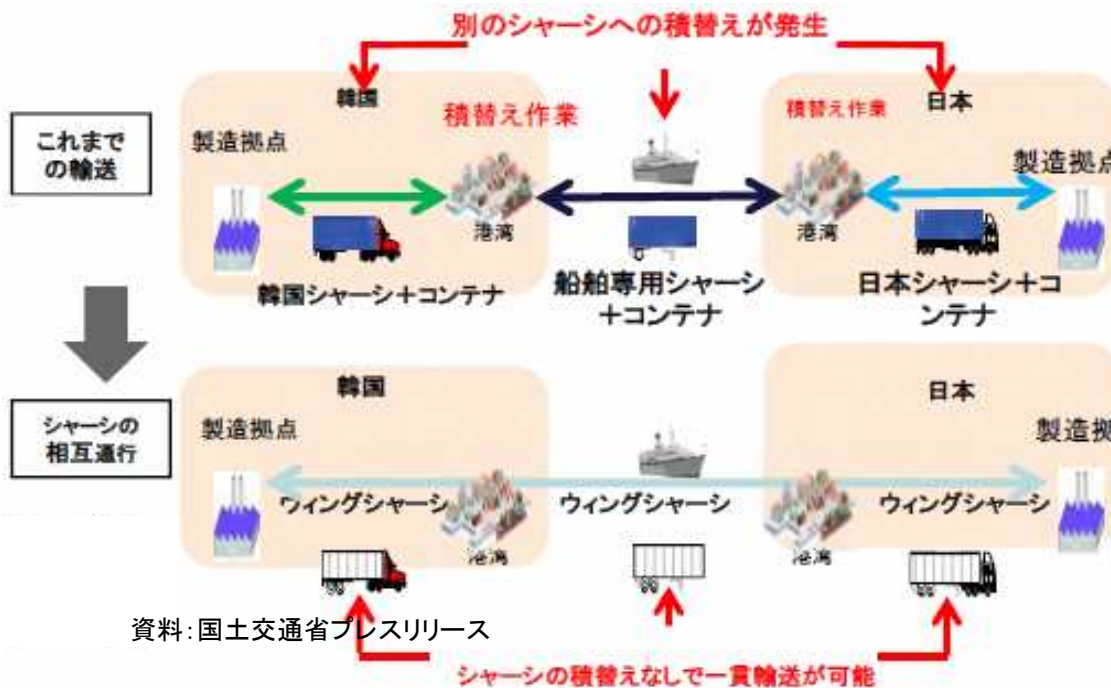 別のシャーシへの積替えが発生
韓国
日本
積替え作業
積替え作業
これまで
の輸送
製造拠点
製造拠点
港湾
港湾
韓国シャーシ+コンテナ
船舶専用シャーシ
+コンテナ
日本シャーシ+コ
ンテナ
韓国
日本
シャーシの
相互通行
製造拠点
製造拠
ウィングシャーシ
ウィングシャーシ
ウィングシャーシ
港湾
港湾
資料:国土交通省プレスリリース
シャーシの積替えなしで一貫輸送が可能